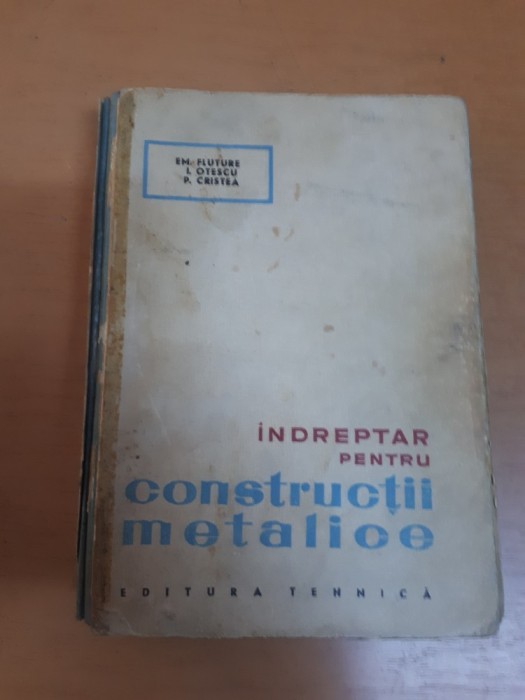 EM. FLUTURE
I. OTESCU
P. CRISTEA
ÎNDREPTAR
PENTRU
construcții
metalice
EDITURA TEHNICĂ